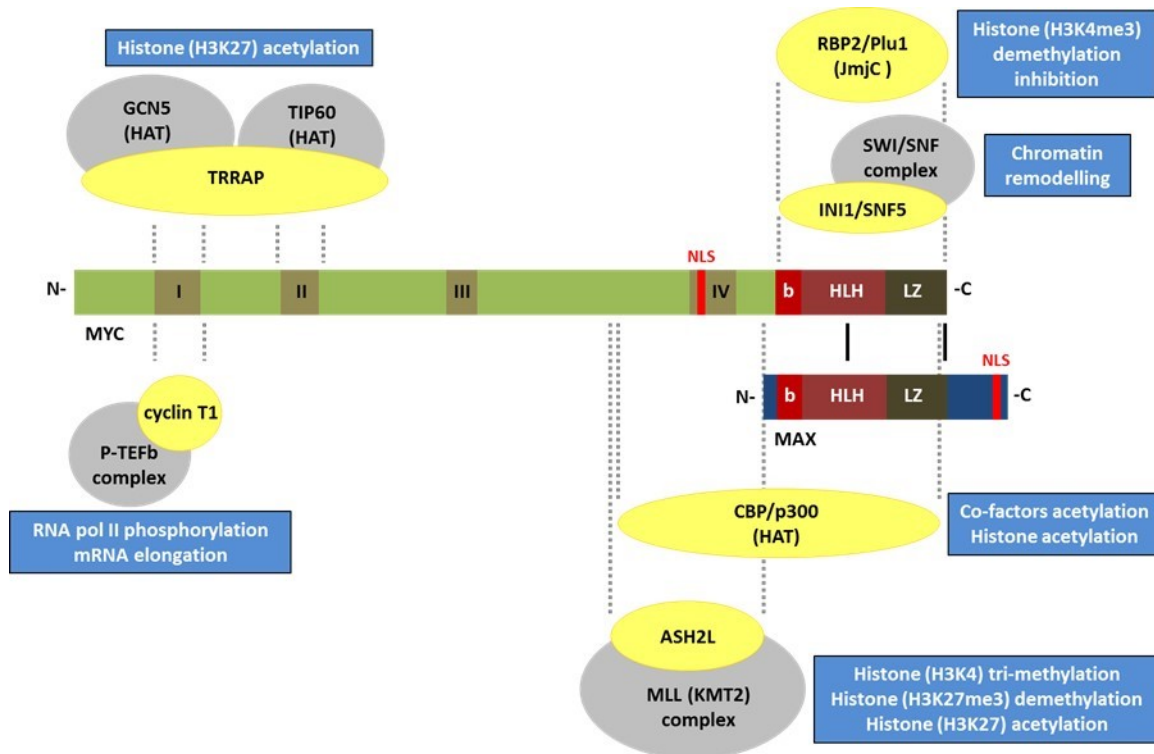 Histone (H3K27) acetylation
GCN5
(HAT)
TIP60
(HAT)
TRRAP
RBP2/Plu1
(JmjC )
Histone (H3K4me3)
demethylation
inhibition
SWI/SNF
complex
Chromatin
remodelling
INI1/SNF5
N-
I
II
III
NLS
IV
b
HLH
LZ
-C
MYC
cyclin T1
P-TEFb
complex
RNA pol II phosphorylation
mRNA elongation
NLS
N-
b
HLH
LZ
-C
MAX
CBP/p300
(HAT)
Co-factors acetylation
Histone acetylation
ASH2L
MLL (KMT2)
complex
Histone (H3K4) tri-methylation
Histone (H3K27me3) demethylation
Histone (H3K27) acetylation